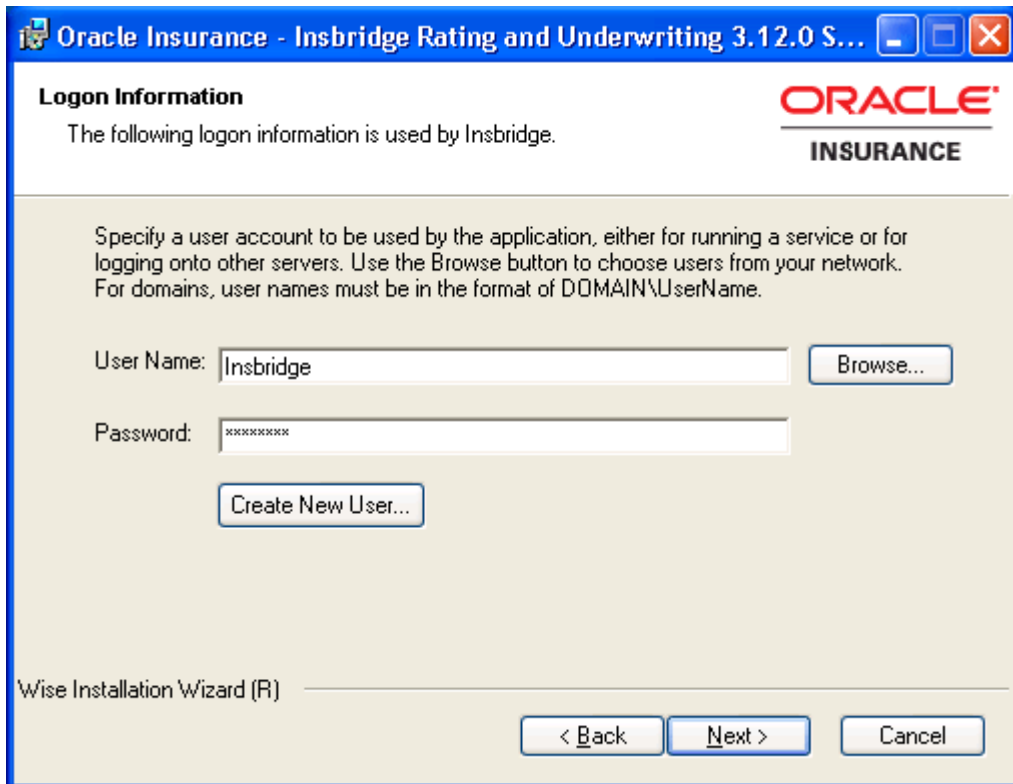 Oracle Insurance - Insbridge Rating and Underwriting 3.12.0 S...
Logon Information
The following logon information is used by Insbridge.
ORACLE
INSURANCE
Specify a user account to be used by the application, either for running a service or for
logging onto other servers. Use the Browse button to choose users from your network.
For domains, user names must be in the format of DOMAIN\UserName.
User Name: Insbridge Browse...
Password: ********
Create New User...
Wise Installation Wizard (R)
< Back Next > Cancel